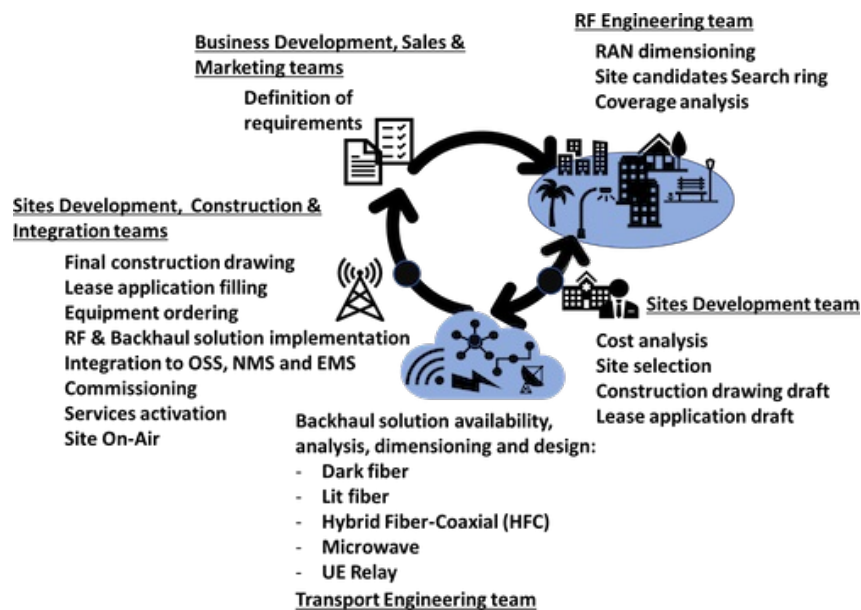 RF Engineering team
RAN dimensioning
Site candidates Search ring
Coverage analysis
Business Development, Sales &
Marketing teams
Definition of
requirements
Sites Development, Construction &
Integration teams
Final construction drawing
Lease application filling
Equipment ordering
RF & Backhaul solution implementation
Integration to OSS, NMS and EMS
Commissioning
Services activation
Site On-Air
Sites Development team
Cost analysis
Site selection
Construction drawing draft
Lease application draft
Backhaul solution availability,
analysis, dimensioning and design:
- Dark fiber
- Lit fiber
- Hybrid Fiber-Coaxial (HFC)
- Microwave
- UE Relay
Transport Engineering team